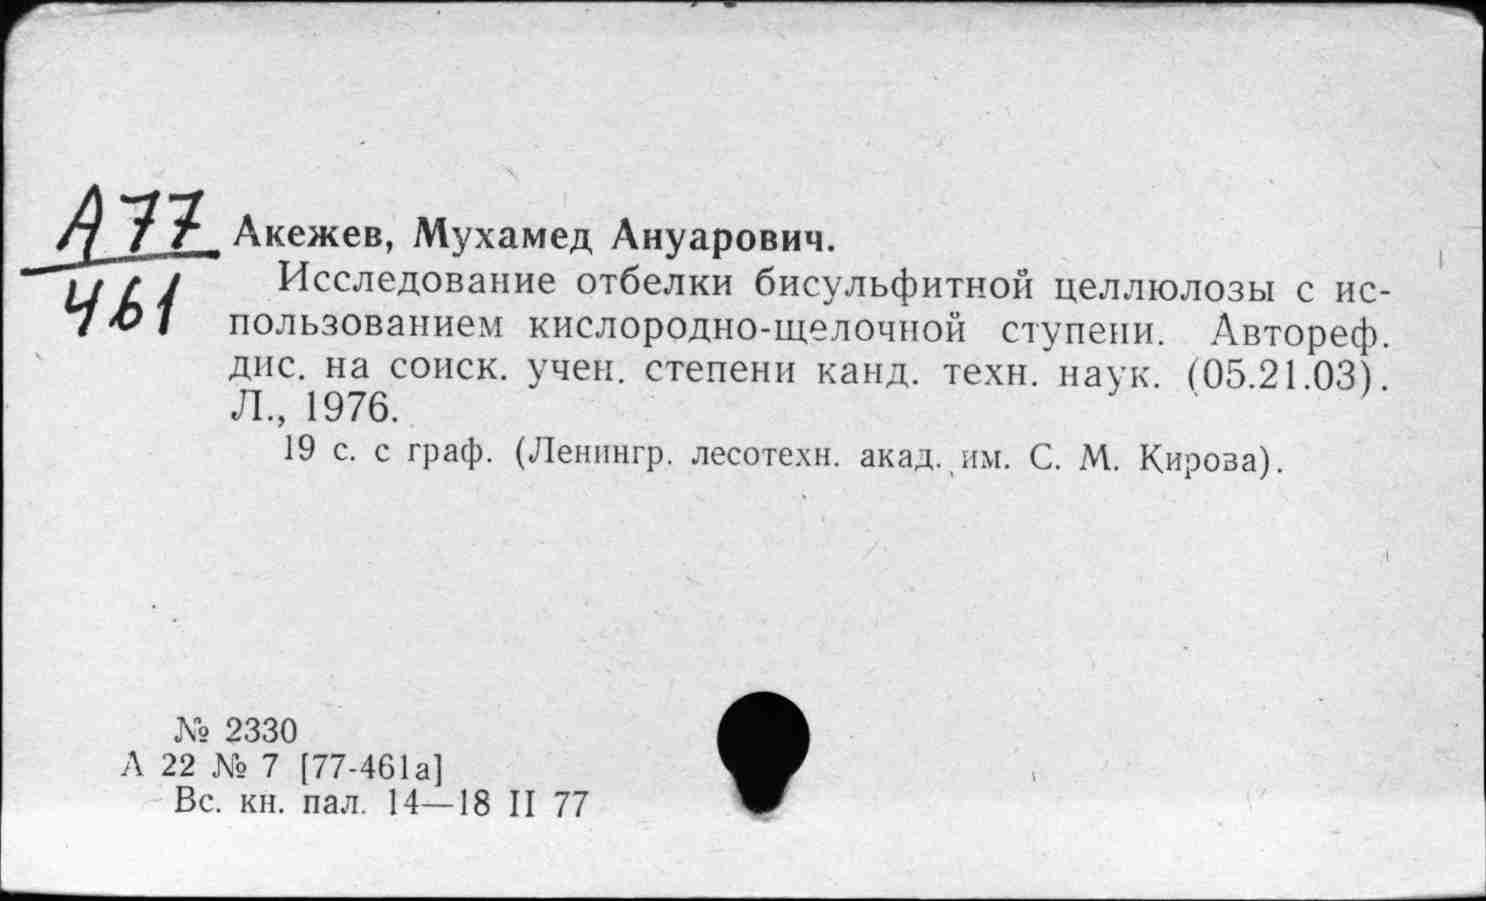 А77
461
Акежев, Мухамед Ануарович.
Исследование отбелки бисульфитной целлюлозы с ис-
пользованием кислородно-щелочной ступени. Автореф.
дис. на соиск. учен. степени канд. техн. наук. (05.21.03).
Л., 1976.
19 с. с граф. (Ленингр. лесотехн. акад. им. С. М. Кирова).
№ 2330
А 22 № 7 [77-461а]
Вс. кн. пал. 14—18 II 77